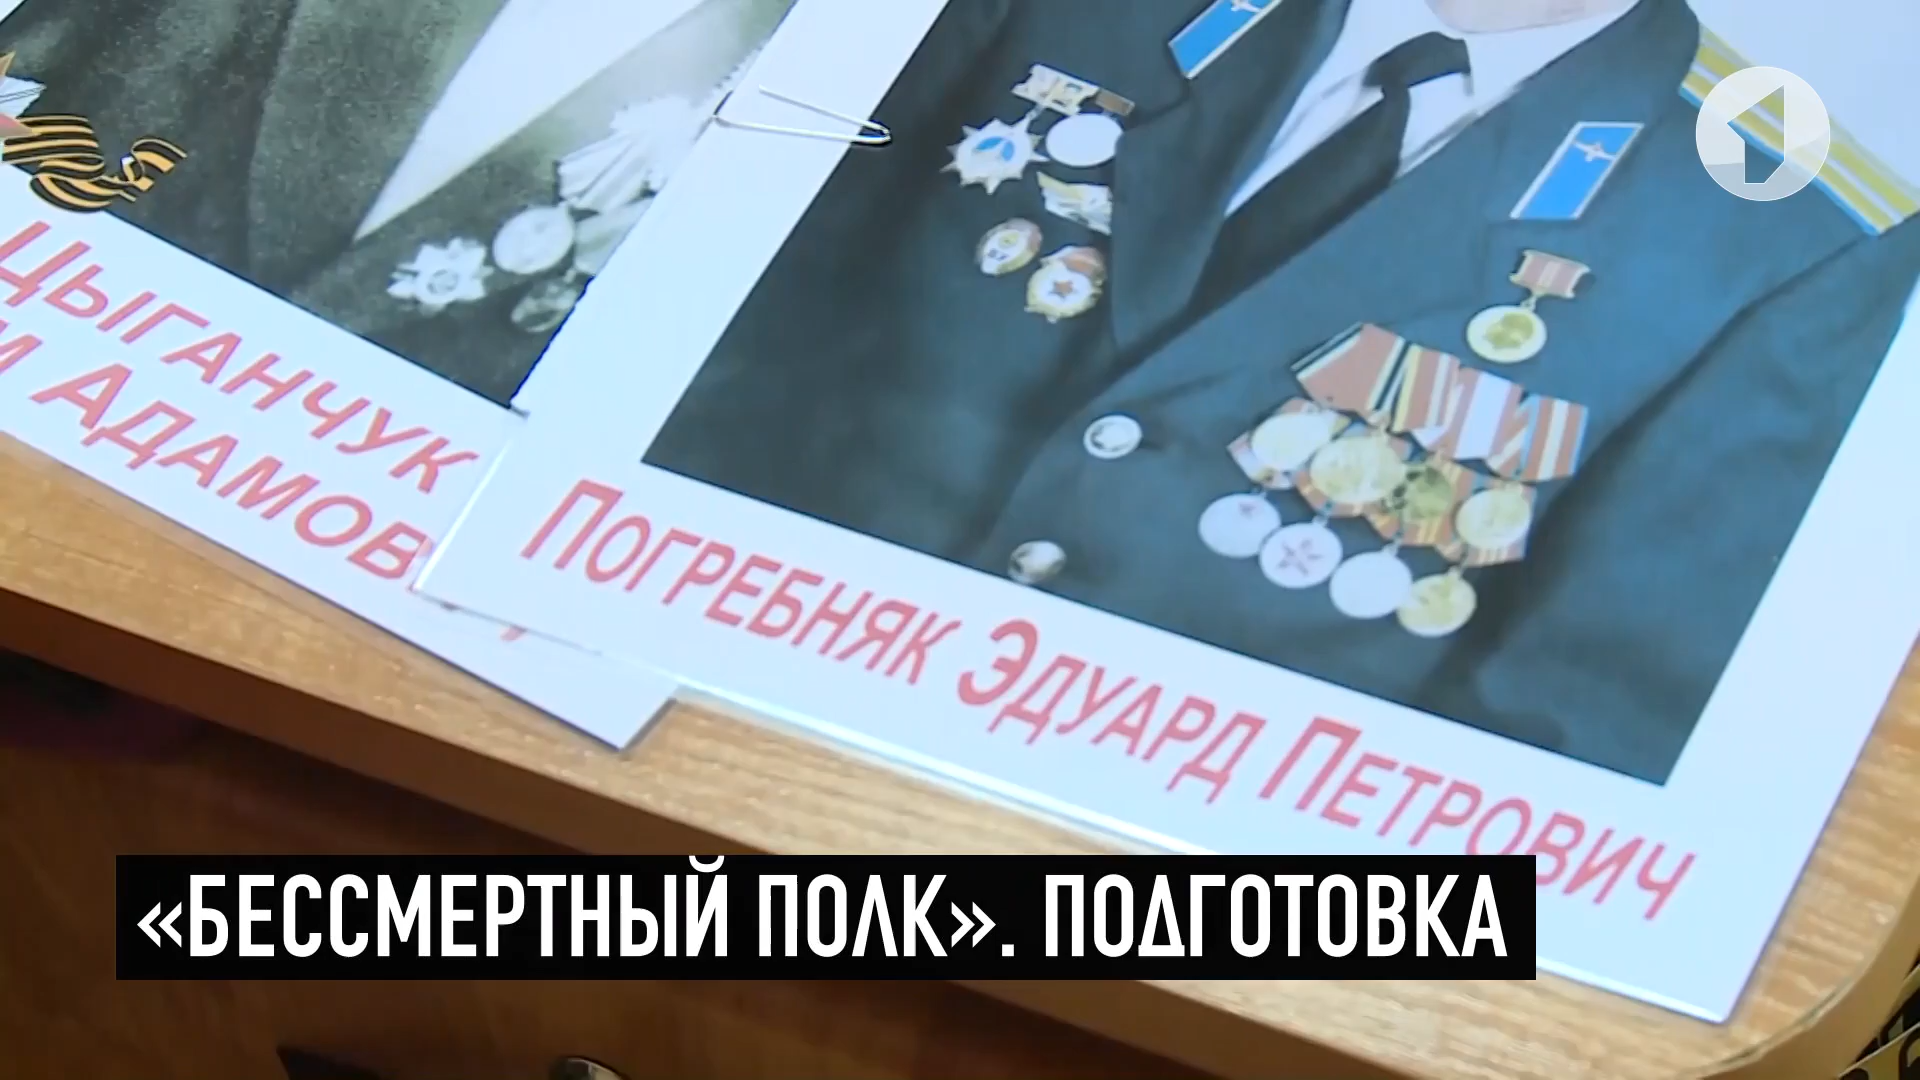 Цыганчук
Адамов
Погребняк Эдуард Петрович
«БЕССМЕРТНЫЙ ПОЛК». ПОДГОТОВКА